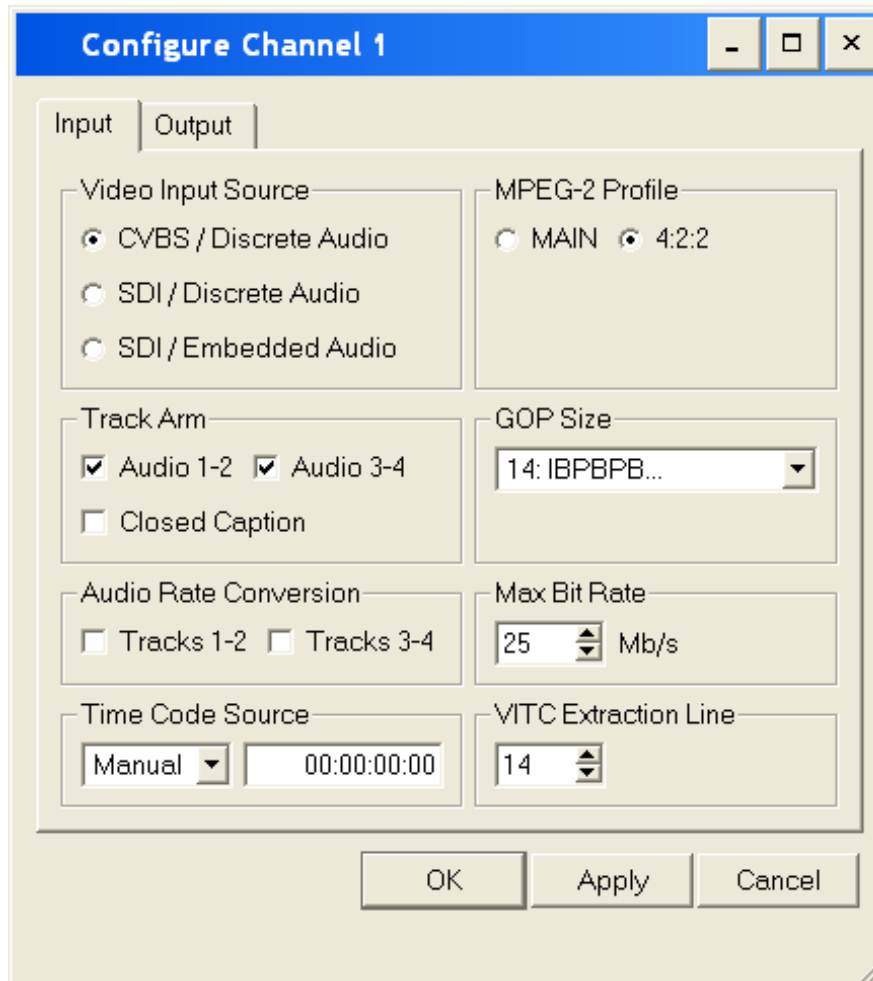 Configure Channel 1
Input
Output
Video Input Source
CVBS / Discrete Audio
SDI / Discrete Audio
SDI / Embedded Audio
MPEG-2 Profile
MAIN 4:2:2
Track Arm
Audio 1-2 Audio 3-4
Closed Caption
GOP Size
14: IBPBPB...
Audio Rate Conversion
Tracks 1-2 Tracks 3-4
Max Bit Rate
25 Mb/s
Time Code Source
Manual 00:00:00:00
VITC Extraction Line
14
OK Apply Cancel